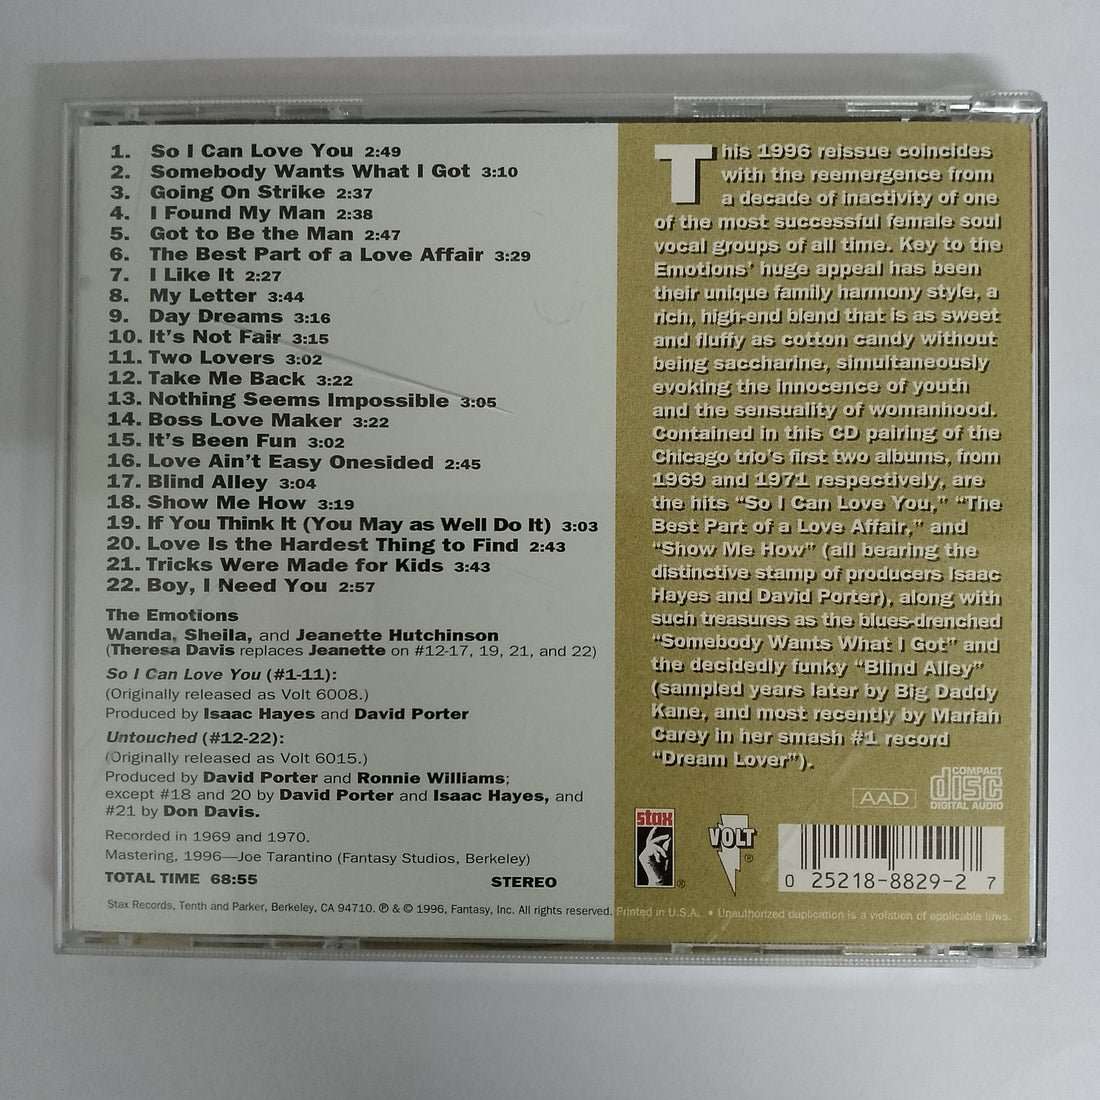 1. So I Can Love You 2:49
2. Somebody Wants What I Got 3:10
3. Going On Strike 2:37
4. I Found My Man 2:38
5. Got to Be the Man 2:47
6. The Best Part of a Love Affair 3:29
7. I Like It 2:27
8. My Letter 3:44
9. Day Dreams 3:16
10. It's Not Fair 3:15
11. Two Lovers 3:02
12. Take Me Back 3:22
13. Nothing Seems Impossible 3:05
14. Boss Love Maker 3:22
15. It's Been Fun 3:02
16. Love Ain't Easy Onesided 2:45
17. Blind Alley 3:04
18. Show Me How 3:19
19. If You Think It (You May as Well Do It) 3:03
20. Love Is the Hardest Thing to Find 2:43
21. Tricks Were Made for Kids 3:43
22. Boy, I Need You 2:57
The Emotions
Wanda, Sheila, and Jeanette Hutchinson
(Theresa Davis replaces Jeanette on #12-17, 19, 21, and 22)
So I Can Love You (#1-11):
(Originally released as Volt 6008.)
Produced by Isaac Hayes and David Porter
Untouched (#12-22):
(Originally released as Volt 6015.)
Produced by David Porter and Ronnie Williams;
except #18 and 20 by David Porter and Isaac Hayes, and
#21 by Don Davis.
Recorded in 1969 and 1970.
Mastering, 1996—Joe Tarantino (Fantasy Studios, Berkeley)
TOTAL TIME 68:55 STEREO
This 1996 reissue coincides
with the reemergence from
a decade of inactivity of one
of the most successful female soul
vocal groups of all time. Key to the
Emotions' huge appeal has been
their unique family harmony style, a
rich, high-end blend that is as sweet
and fluffy as cotton candy without
being saccharine, simultaneously
evoking the innocence of youth
and the sensuality of womanhood.
Contained in this CD pairing of the
Chicago trio's first two albums, from
1969 and 1971 respectively, are
the hits "So I Can Love You," "The
Best Part of a Love Affair," and
"Show Me How" (all bearing the
distinctive stamp of producers Isaac
Hayes and David Porter), along with
such treasures as the blues-drenched
"Somebody Wants What I Got" and
the decidedly funky "Blind Alley"
(sampled years later by Big Daddy
Kane, and most recently by Mariah
Carey in her smash #1 record
"Dream Lover").
AAD
COMPACT
disc
DIGITAL AUDIO
stax ®
VOLT ®
0 25218-8829-2 7
Stax Records, Tenth and Parker, Berkeley, CA 94710. ℗ & © 1996, Fantasy, Inc. All rights reserved. Printed in U.S.A. • Unauthorized duplication is a violation of applicable laws.